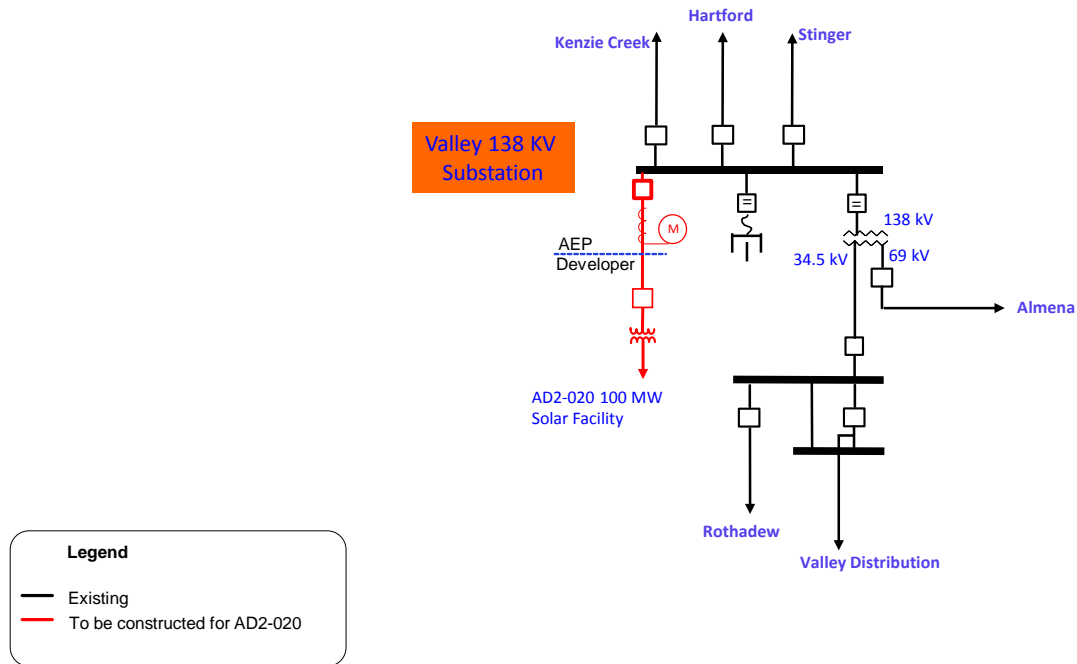 Hartford
Kenzie Creek
Stinger
Valley 138 KV
Substation
M
138 kV
AEP
Developer
34.5 kV
69 kV
Almena
AD2-020 100 MW
Solar Facility
Rothadew
Valley Distribution
Legend
Existing
To be constructed for AD2-020